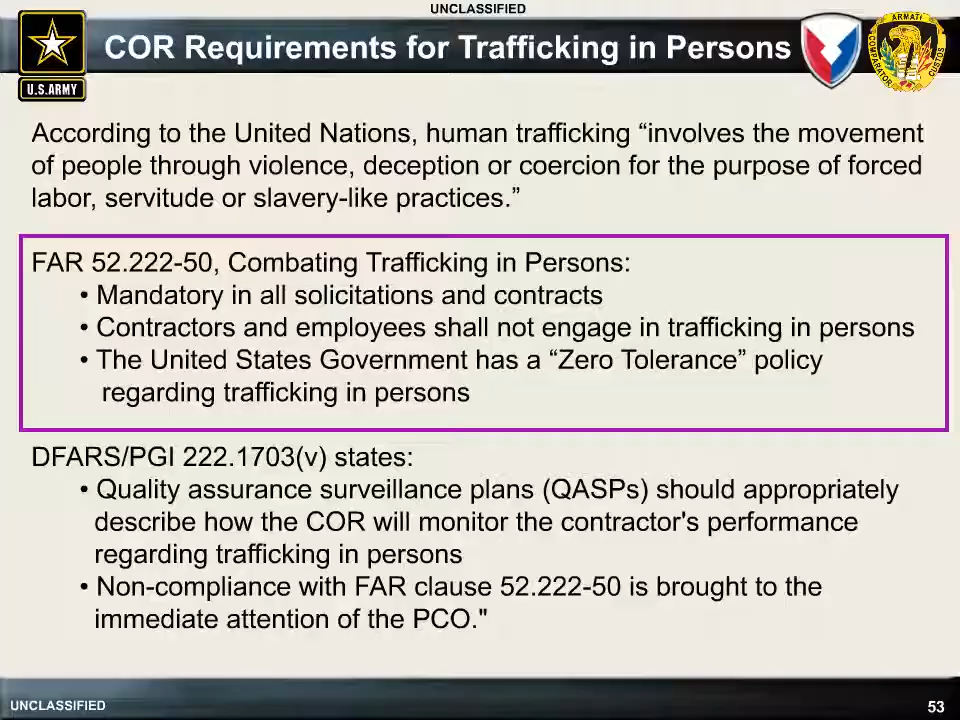 UNCLASSIFIED
COR Requirements for Trafficking in Persons
U.S.ARMY
ARMATI
COMPARATOR
CUSTOS
According to the United Nations, human trafficking “involves the movement
of people through violence, deception or coercion for the purpose of forced
labor, servitude or slavery-like practices.”
FAR 52.222-50, Combating Trafficking in Persons:
• Mandatory in all solicitations and contracts
• Contractors and employees shall not engage in trafficking in persons
• The United States Government has a “Zero Tolerance” policy
regarding trafficking in persons
DFARS/PGI 222.1703(v) states:
• Quality assurance surveillance plans (QASPs) should appropriately
describe how the COR will monitor the contractor's performance
regarding trafficking in persons
• Non-compliance with FAR clause 52.222-50 is brought to the
immediate attention of the PCO."
UNCLASSIFIED
53